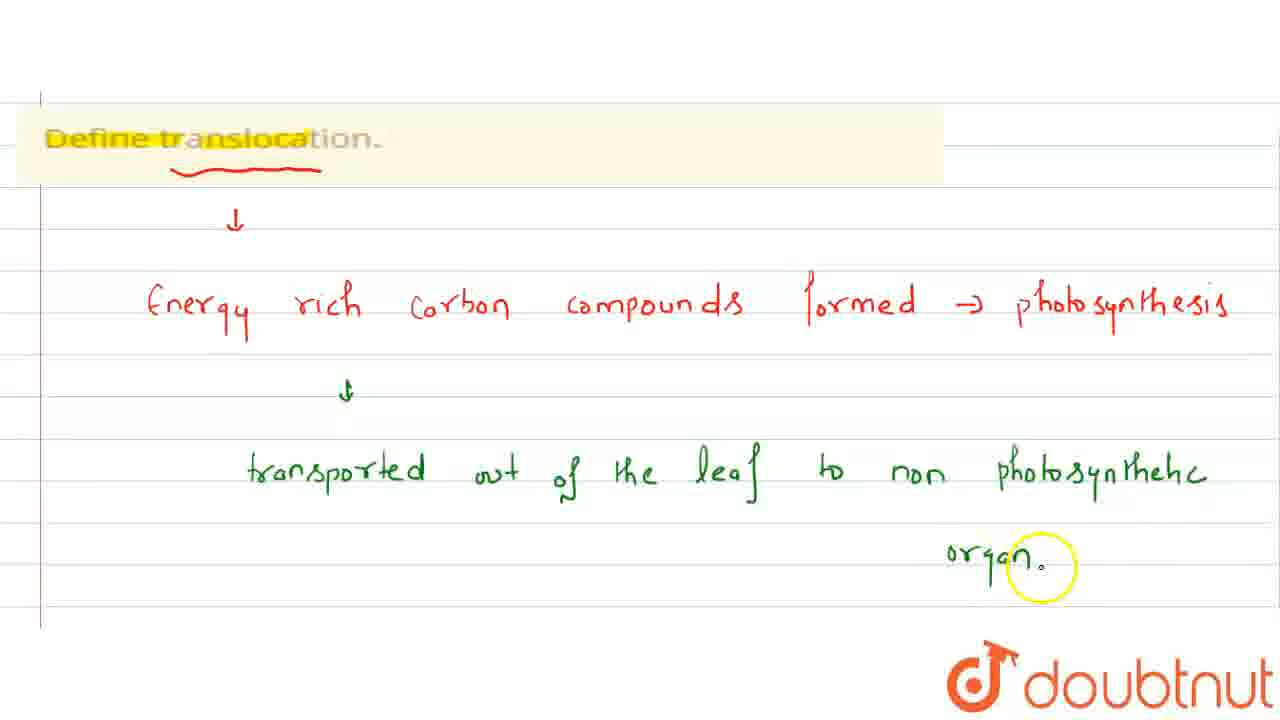 Define translocation.
↓
Energy rich carbon compounds formed → photosynthesis
↓
transported out of the leaf to non photosynthetic
organ.
doubtnut